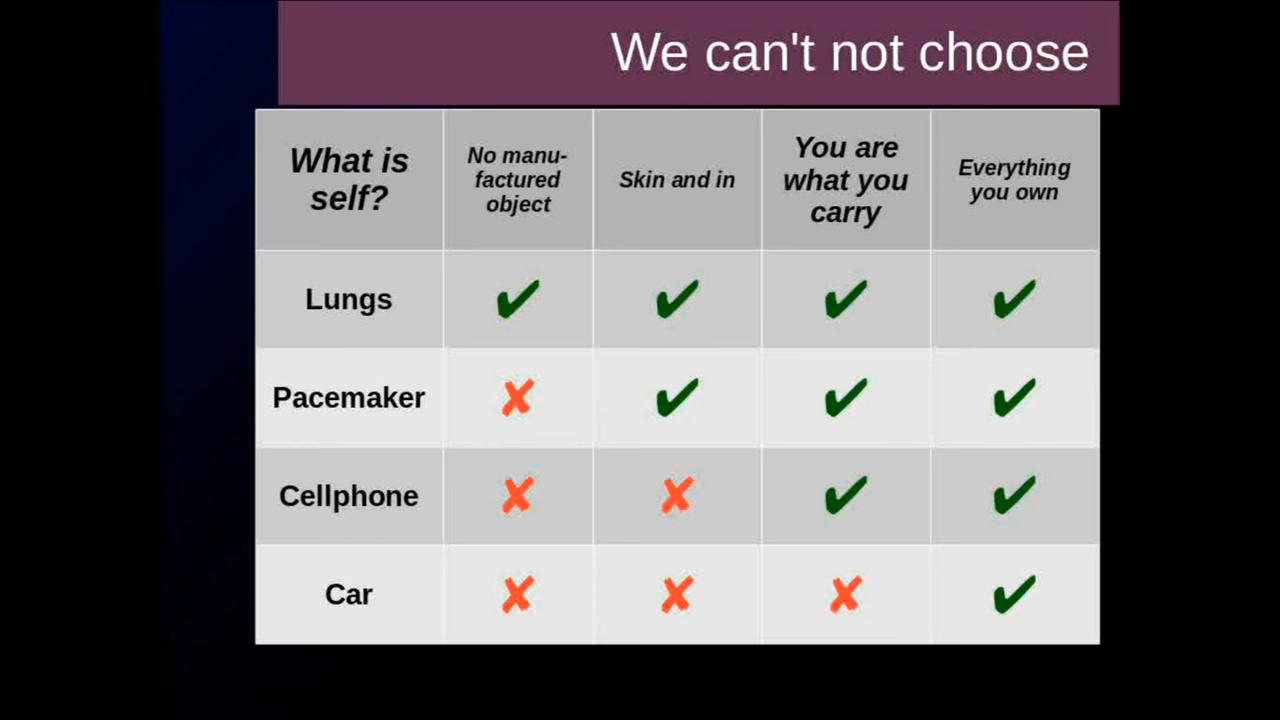 We can't not choose
What is
self?
No manu-
factured
object
Skin and in
You are
what you
carry
Everything
you own
Lungs ✔ ✔ ✔ ✔
Pacemaker ✘ ✔ ✔ ✔
Cellphone ✘ ✘ ✔ ✔
Car ✘ ✘ ✘ ✔